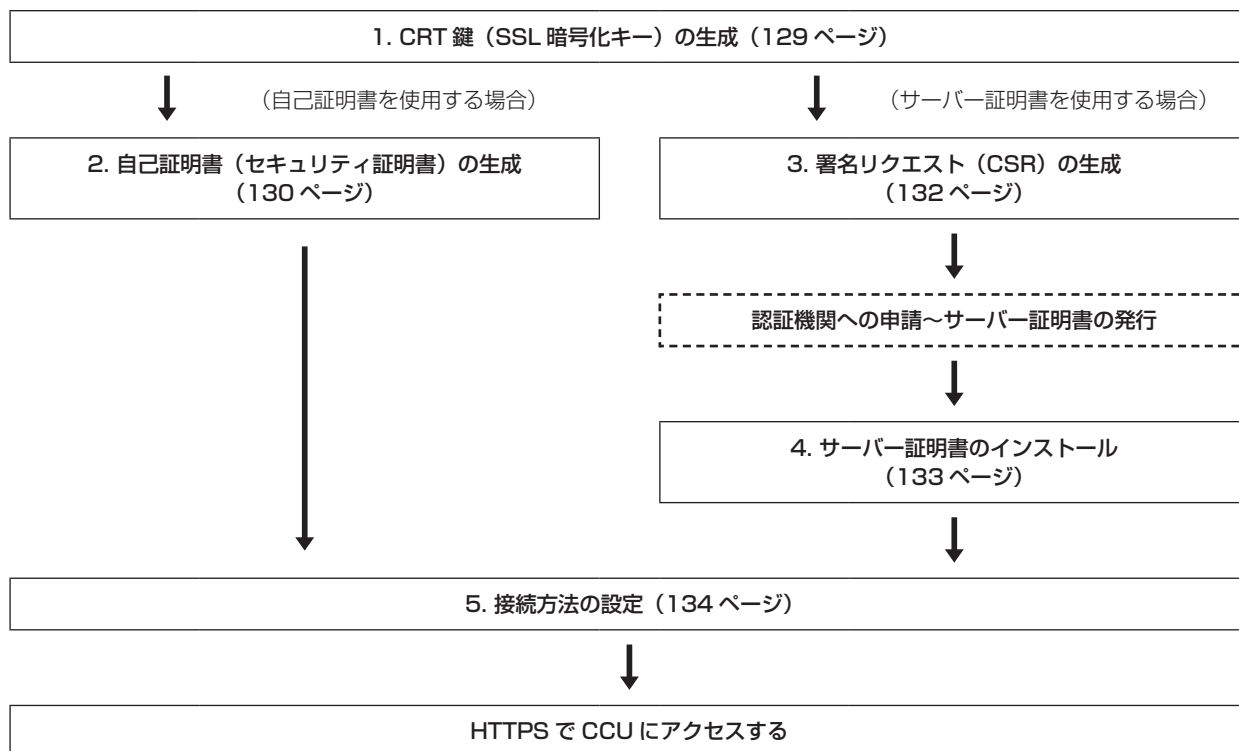 1. CRT 鍵（SSL 暗号化キー）の生成（129 ページ）
（自己証明書を使用する場合）
（サーバー証明書を使用する場合）
2. 自己証明書（セキュリティ証明書）の生成
（130 ページ）
3. 署名リクエスト（CSR）の生成
（132 ページ）
認証機関への申請～サーバー証明書の発行
4. サーバー証明書のインストール
（133 ページ）
5. 接続方法の設定（134 ページ）
HTTPS で CCU にアクセスする